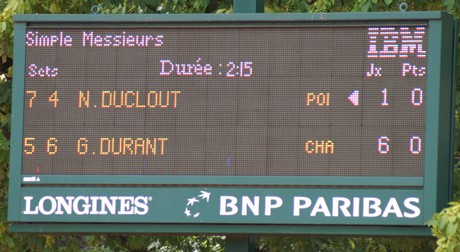 Simple Messieurs
IBM
Sets Durée : 2:15 Jx Pts
7 4 N.DUCLOUT POI 1 0
5 6 G.DURANT CHA 6 0
LONGINES BNP PARIBAS